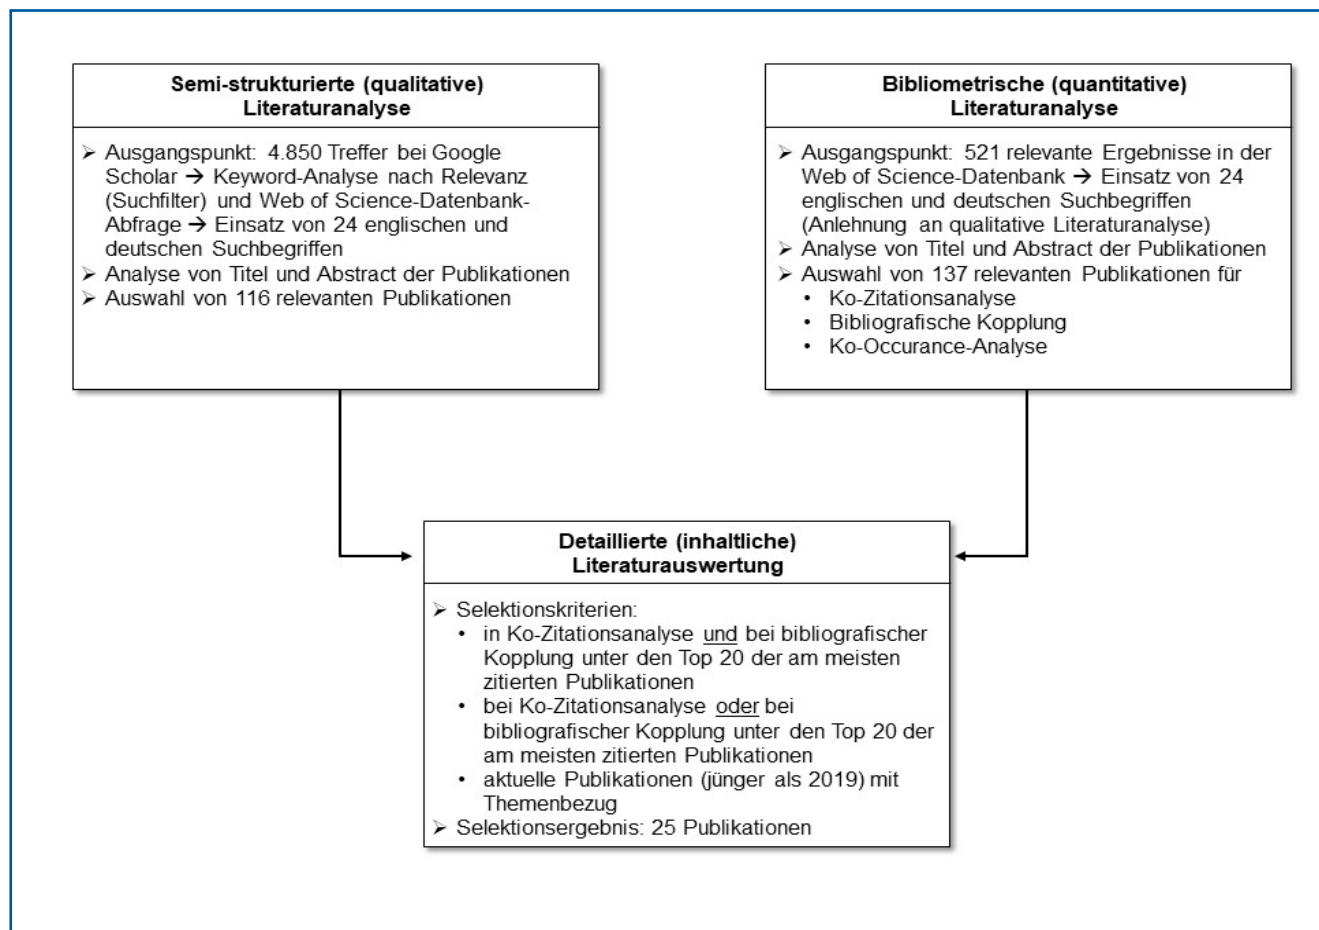 Semi-strukturierte (qualitative)
Literaturanalyse
➢ Ausgangspunkt: 4.850 Treffer bei Google
Scholar → Keyword-Analyse nach Relevanz
(Suchfilter) und Web of Science-Datenbank-
Abfrage → Einsatz von 24 englischen und
deutschen Suchbegriffen
➢ Analyse von Titel und Abstract der Publikationen
➢ Auswahl von 116 relevanten Publikationen
Bibliometrische (quantitative)
Literaturanalyse
➢ Ausgangspunkt: 521 relevante Ergebnisse in der
Web of Science-Datenbank → Einsatz von 24
englischen und deutschen Suchbegriffen
(Anlehnung an qualitative Literaturanalyse)
➢ Analyse von Titel und Abstract der Publikationen
➢ Auswahl von 137 relevanten Publikationen für
• Ko-Zitationsanalyse
• Bibliografische Kopplung
• Ko-Occurance-Analyse
Detaillierte (inhaltliche)
Literaturauswertung
➢ Selektionskriterien:
• in Ko-Zitationsanalyse und bei bibliografischer
Kopplung unter den Top 20 der am meisten
zitierten Publikationen
• bei Ko-Zitationsanalyse oder bei
bibliografischer Kopplung unter den Top 20 der
am meisten zitierten Publikationen
• aktuelle Publikationen (jünger als 2019) mit
Themenbezug
➢ Selektionsergebnis: 25 Publikationen